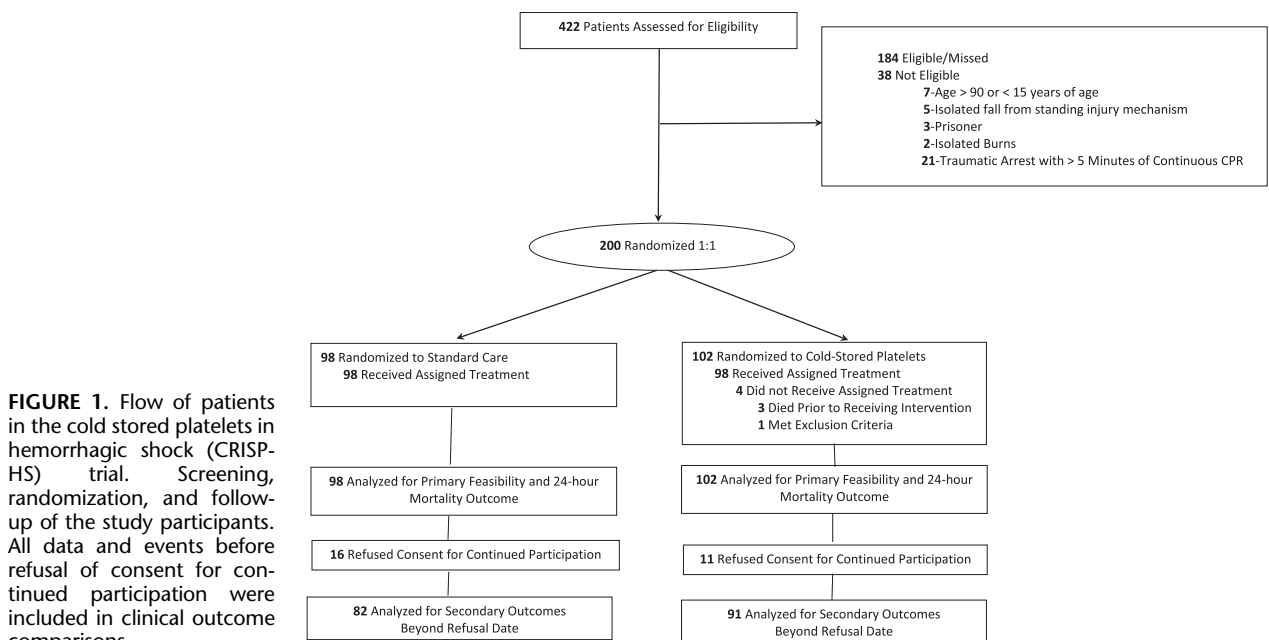 422 Patients Assessed for Eligibility
184 Eligible/Missed
38 Not Eligible
7-Age > 90 or < 15 years of age
5-Isolated fall from standing injury mechanism
3-Prisoner
2-Isolated Burns
21-Traumatic Arrest with > 5 Minutes of Continuous CPR
200 Randomized 1:1
98 Randomized to Standard Care
98 Received Assigned Treatment
102 Randomized to Cold-Stored Platelets
98 Received Assigned Treatment
4 Did not Receive Assigned Treatment
3 Died Prior to Receiving Intervention
1 Met Exclusion Criteria
98 Analyzed for Primary Feasibility and 24-hour
Mortality Outcome
102 Analyzed for Primary Feasibility and 24-hour
Mortality Outcome
16 Refused Consent for Continued Participation
11 Refused Consent for Continued Participation
82 Analyzed for Secondary Outcomes
Beyond Refusal Date
91 Analyzed for Secondary Outcomes
Beyond Refusal Date
FIGURE 1. Flow of patients
in the cold stored platelets in
hemorrhagic shock (CRISP-
HS) trial. Screening,
randomization, and follow-
up of the study participants.
All data and events before
refusal of consent for con-
tinued participation were
included in clinical outcome
comparisons.